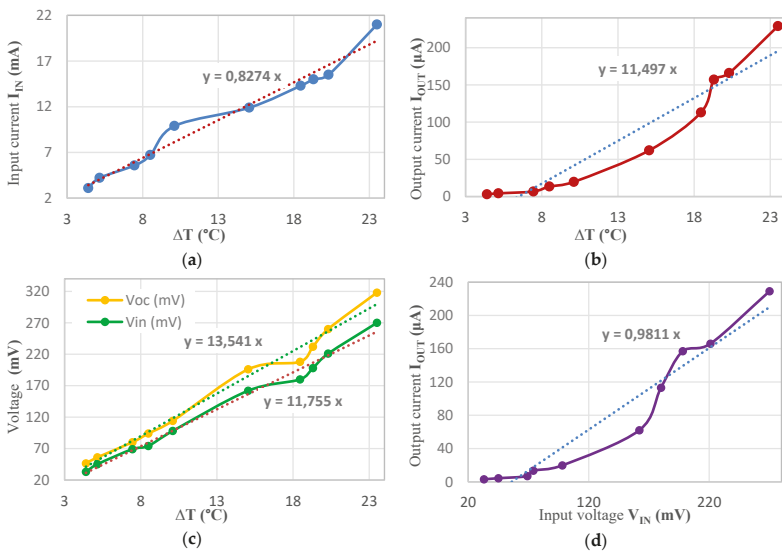 22
17
12
7
2
Input current I_IN (mA)
y = 0,8274 x
3 8 13 18 23
ΔT (°C)
(a)
200
150
100
50
0
Output current I_OUT (µA)
y = 11,497 x
3 8 13 18 23
ΔT (°C)
(b)
320
270
220
170
120
70
20
Voltage (mV)
Voc (mV)
Vin (mV)
y = 13,541 x
y = 11,755 x
3 8 13 18 23
ΔT (°C)
(c)
240
200
160
120
80
40
0
Output current I_OUT (µA)
y = 0,9811 x
20 120 220
Input voltage V_IN (mV)
(d)